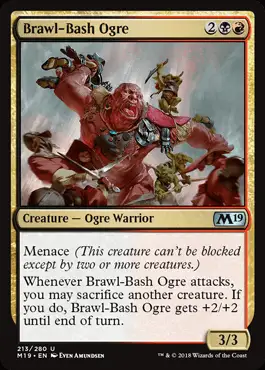 Brawl-Bash Ogre 2
Creature — Ogre Warrior M19
Menace (This creature can't be blocked
except by two or more creatures.)
Whenever Brawl-Bash Ogre attacks,
you may sacrifice another creature. If
you do, Brawl-Bash Ogre gets +2/+2
until end of turn.
3/3
213/280 U
M19 • EN Even Amundsen
™ & © 2018 Wizards of the Coast